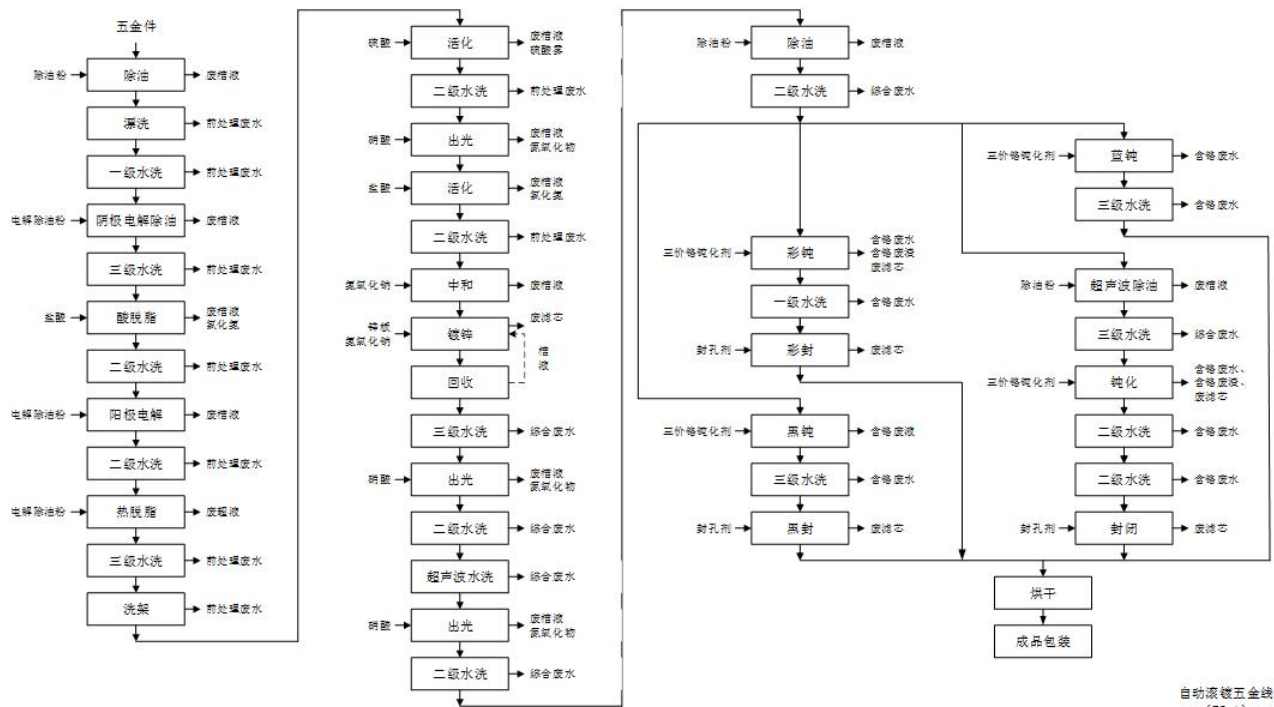 五金件
除油粉
除油
废槽液
漂洗
前处理废水
一级水洗
前处理废水
电解除油粉
阴极电解除油
废槽液
三级水洗
前处理废水
盐酸
酸脱脂
废槽液
氯化氢
二级水洗
前处理废水
电解除油粉
阳极电解
废槽液
二级水洗
前处理废水
电解除油粉
热脱脂
废超液
三级水洗
前处理废水
洗架
前处理废水
硫酸
活化
废槽液
硫酸雾
二级水洗
前处理废水
硝酸
出光
废槽液
氮氧化物
盐酸
活化
废槽液
氯化氢
二级水洗
前处理废水
氢氧化钠
中和
废槽液
锌板
氢氧化钠
镀锌
废滤芯
槽
液
回收
三级水洗
综合废水
硝酸
出光
废槽液
氮氧化物
二级水洗
综合废水
超声波水洗
综合废水
硝酸
出光
废槽液
氮氧化物
二级水洗
综合废水
除油粉
除油
废槽液
二级水洗
综合废水
三价铬钝化剂
彩钝
含铬废水
含铬废渣
废滤芯
一级水洗
含铬废水
封孔剂
彩封
废滤芯
三价铬钝化剂
黑钝
含铬废液
三级水洗
含铬废水
封孔剂
黑封
废滤芯
三价铬钝化剂
蓝钝
含铬废水
三级水洗
含铬废水
除油粉
超声波除油
废槽液
三级水洗
综合废水
三价铬钝化剂
钝化
含铬废水、
含铬废渣、
废滤芯
二级水洗
含铬废水
二级水洗
含铬废水
封孔剂
封闭
废滤芯
烘干
成品包装
自动滚镀五金线